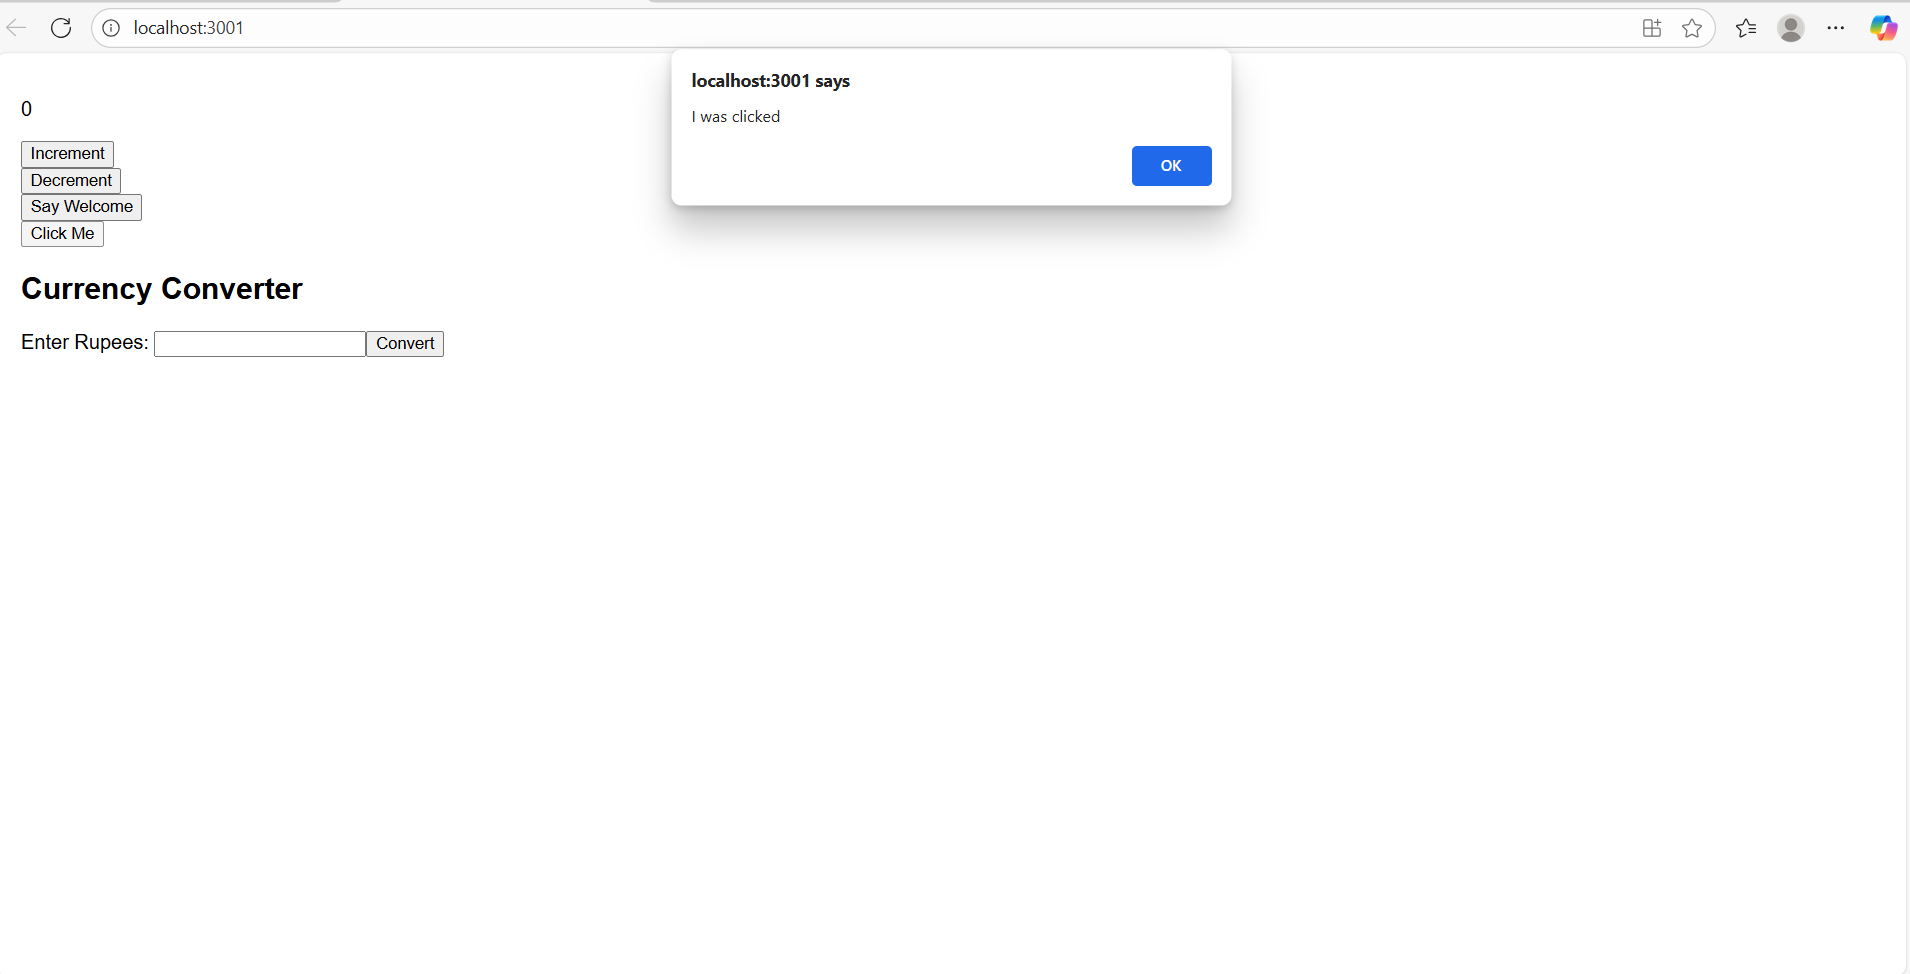 localhost:3001
localhost:3001 says
I was clicked
OK
0
Increment
Decrement
Say Welcome
Click Me
Currency Converter
Enter Rupees: Convert